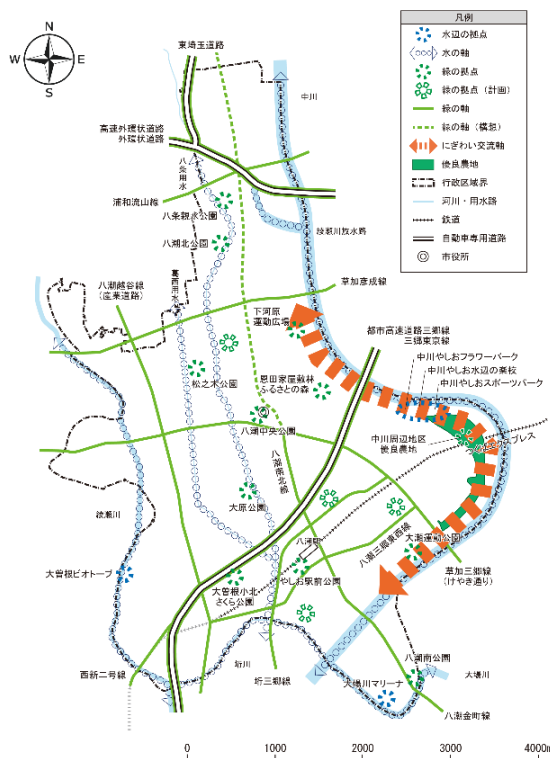 N
W
E
S
凡例
水辺の拠点
水の軸
緑の拠点
緑の拠点（計画）
緑の軸
緑の軸（構想）
にぎわい交流軸
優良農地
行政区域界
河川・用水路
鉄道
自動車専用道路
市役所
東埼玉道路
中川
高速外環状道路
外環状道路
八条用水
浦和流山線
八条親水公園
綾瀬川放水路
八潮北公園
八潮越谷線
（産業道路）
葛西用水
草加彦成線
下河原
運動広場
都市高速道路三郷線
三郷東京線
中川やしおフラワーパーク
中川やしお水辺の楽校
中川やしおスポーツパーク
松之木公園
恩田家屋敷林
ふるさとの森
八潮中央公園
中川周辺地区
優良農地
つくばエクスプレス
八潮南北線
大原公園
綾瀬川
八潮駅
八潮三郷東西線
大瀬運動公園
大曽根ビオトープ
大曽根小北
さくら公園
やしお駅前公園
草加三郷線
（けやき通り）
西新二号線
垳川
垳三郷線
八潮南公園
大場川
大場川マリーナ
八潮金町線
0
1000
2000
3000
4000m